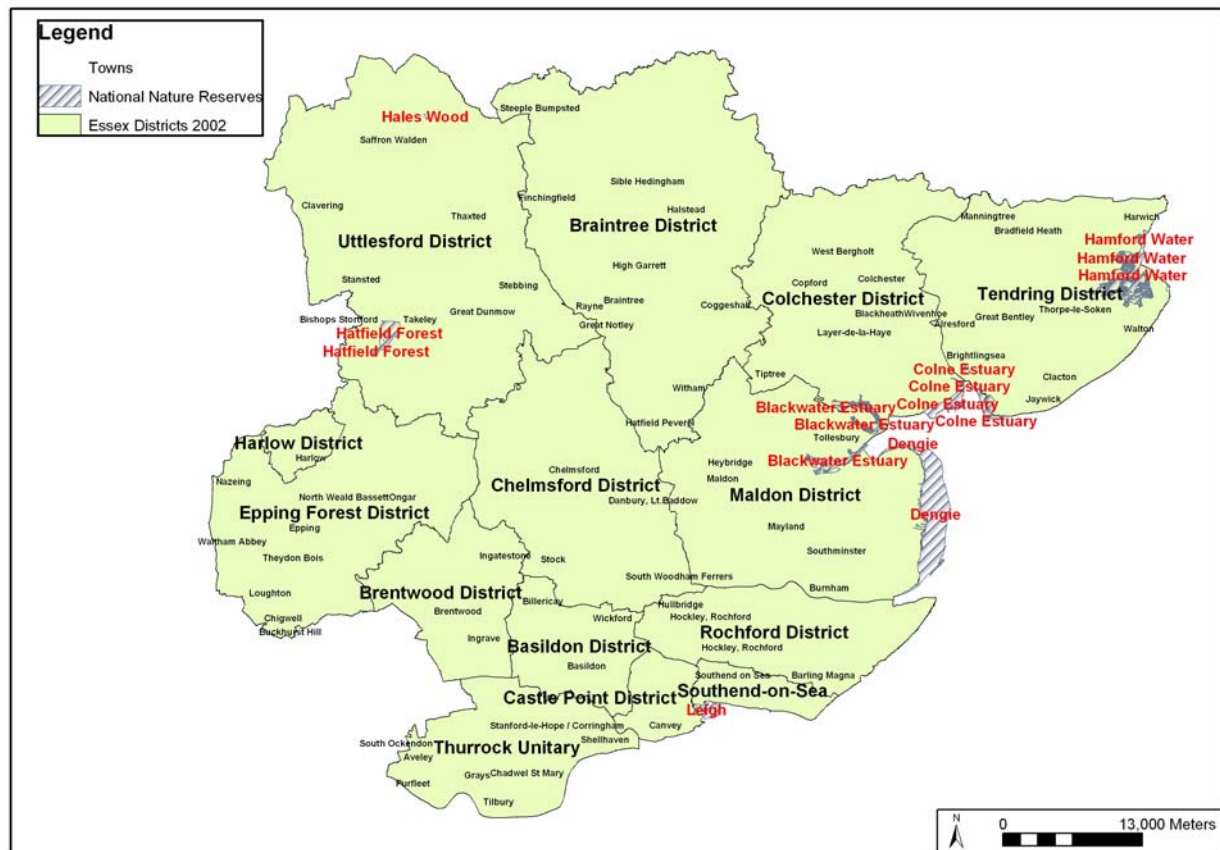 Legend
Towns
National Nature Reserves
Essex Districts 2002
Hales Wood
Steeple Bumpsted
Saffron Walden
Sible Hedingham
Finchingfield
Clavering
Halstead
Thaxted
Braintree District
Uttlesford District
Manningtree
Harwich
Bradfield Heath
Hamford Water
West Bergholt
Hamford Water
High Garrett
Hamford Water
Stansted
Stebbing
Copford
Colchester
Tendring District
Colchester District
Rayne
Braintree
Coggeshall
Thorpe-le-Soken
Great Dunmow
BlackheathWivenhoe
Great Bentley
Bishops Stortford
Takeley
Great Notley
Alresford
Walton
Hatfield Forest
Layer-de-la-Haye
Hatfield Forest
Brightlingsea
Colne Estuary
Tiptree
Clacton
Witham
Colne Estuary
Jaywick
Blackwater Estuary
Colne Estuary
Hatfield Peverel
Blackwater Estuary
Colne Estuary
Harlow District
Tollesbury
Dengie
Harlow
Heybridge
Blackwater Estuary
Chelmsford
Nazeing
Maldon
Chelmsford District
Maldon District
North Weald BassettOngar
Danbury, Lt.Baddow
Epping Forest District
Dengie
Epping
Mayland
Waltham Abbey
Theydon Bois
Ingatestone
Stock
Southminster
South Woodham Ferrers
Loughton
Brentwood District
Burnham
Billericay
Hullbridge
Chigwell
Brentwood
Wickford
Hockley, Rochford
Buckhurst Hill
Rochford District
Ingrave
Basildon District
Hockley, Rochford
Basildon
Southend on Sea
Barling Magna
Castle Point District
Southend-on-Sea
Leigh
Stanford-le-Hope / Corringham
Canvey
South Ockendon
Shellhaven
Thurrock Unitary
Aveley
Grays
Chadwel St Mary
Purfleet
Tilbury
N
0
13,000 Meters